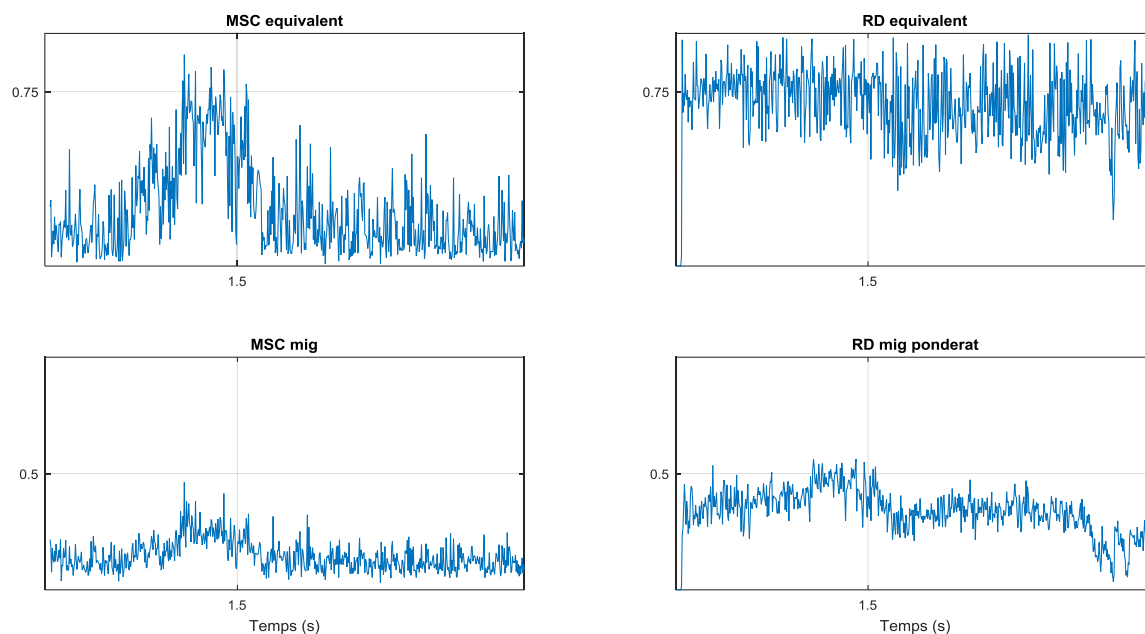 MSC equivalent
0.75
1.5
RD equivalent
0.75
1.5
MSC mig
0.5
1.5
Temps (s)
RD mig ponderat
0.5
1.5
Temps (s)